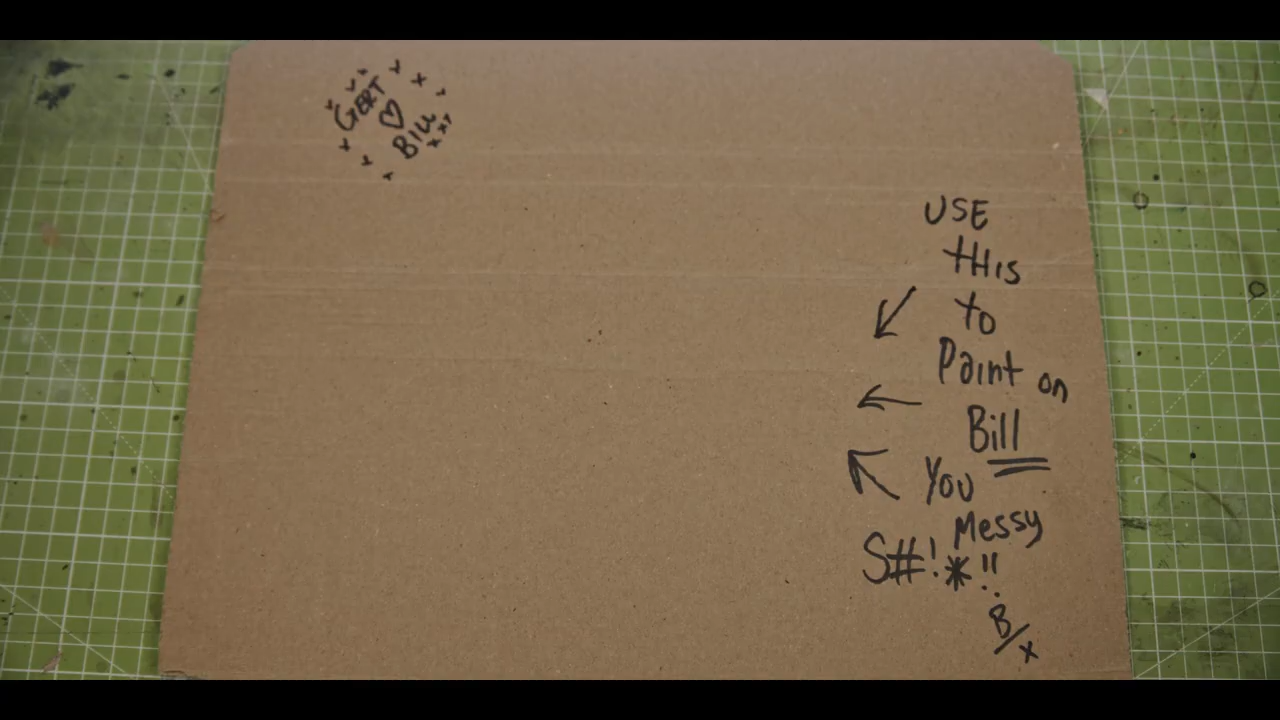 GERT
♡
BILL
USE
tHis
to
Paint on
Bill
You
Messy
S#!*!!
B/x